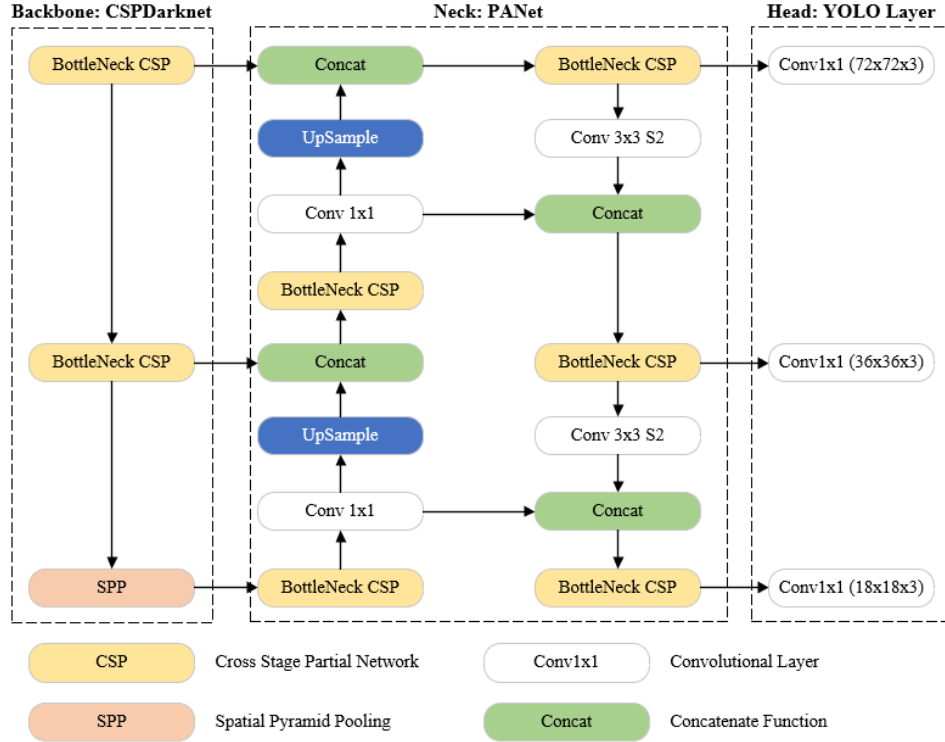 Backbone: CSPDarknet
Neck: PANet
Head: YOLO Layer
BottleNeck CSP
Concat
BottleNeck CSP
Conv1x1 (72x72x3)
UpSample
Conv 3x3 S2
Conv 1x1
Concat
BottleNeck CSP
BottleNeck CSP
Concat
BottleNeck CSP
Conv1x1 (36x36x3)
UpSample
Conv 3x3 S2
Conv 1x1
Concat
SPP
BottleNeck CSP
BottleNeck CSP
Conv1x1 (18x18x3)
CSP
Cross Stage Partial Network
Conv1x1
Convolutional Layer
SPP
Spatial Pyramid Pooling
Concat
Concatenate Function